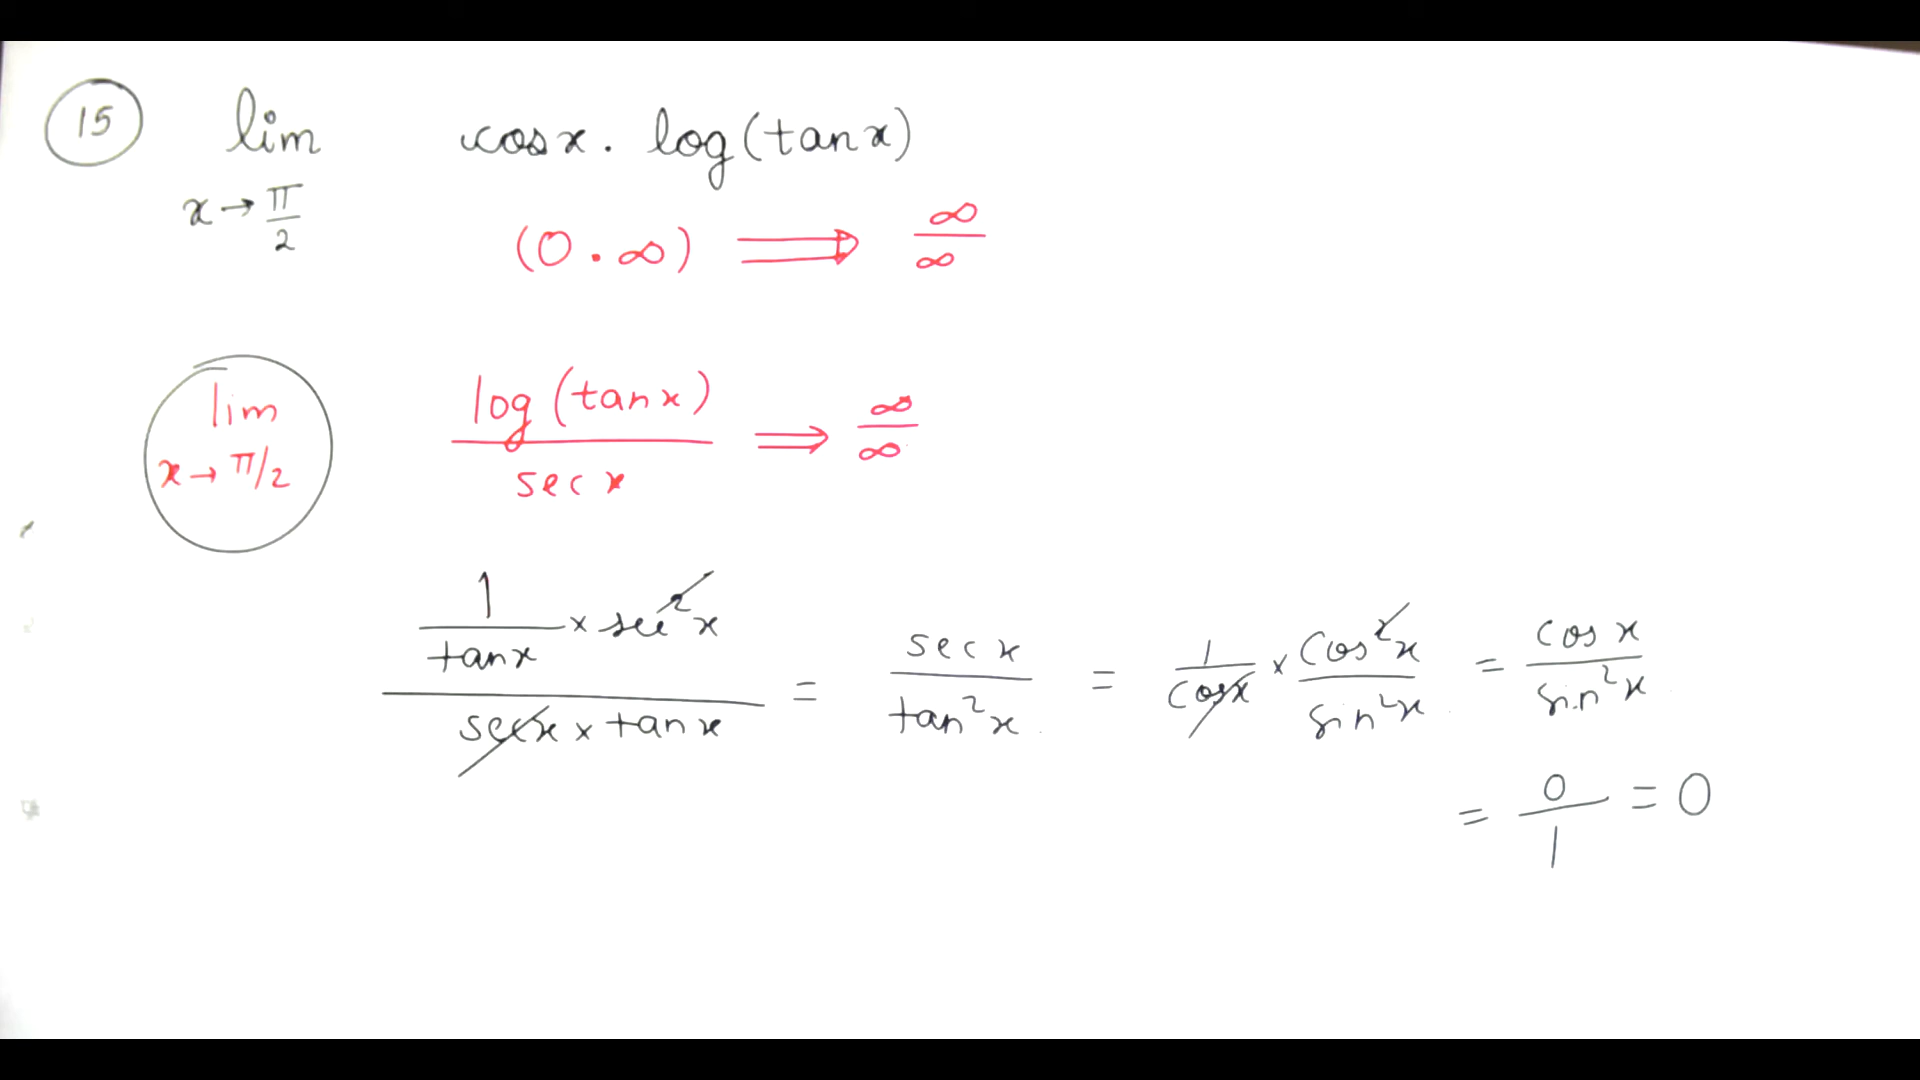 15 lim cosx . log(tanx)
x→π/2
(0 . ∞) ⟹ ∞/∞
lim log(tanx)/secx ⟹ ∞/∞
x→π/2
(1/tanx × sec²x)/(secx × tanx) = secx/tan²x = 1/cosx × cos²x/sin²x = cosx/sin²x
= 0/1 = 0